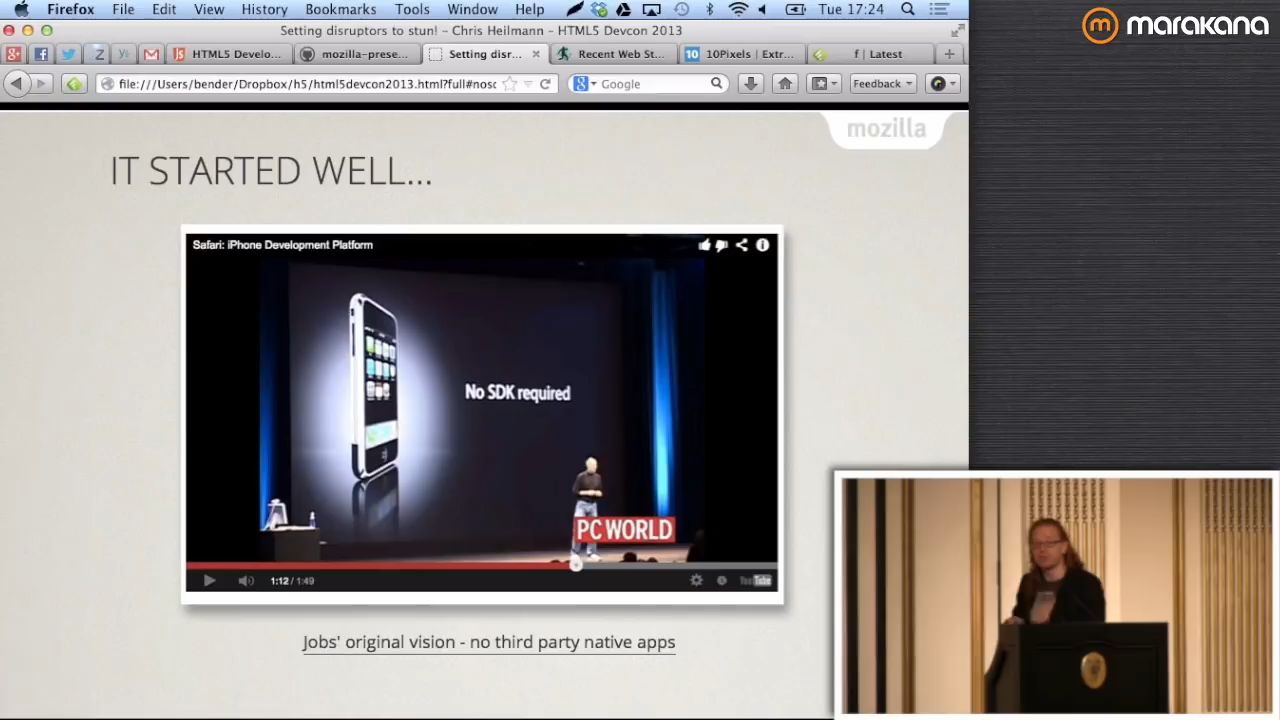 Firefox File Edit View History Bookmarks Tools Window Help Tue 17:24
marakana
Setting disruptors to stun! – Chris Heilmann – HTML5 Devcon 2013
HTML5 Develo... mozilla-prese... Setting disr... Recent Web St... 10Pixels | Extr... f | Latest
file:///Users/bender/Dropbox/h5/html5devcon2013.html?full#nosc Google Feedback
mozilla
IT STARTED WELL...
Safari: iPhone Development Platform
No SDK required
PC WORLD
1:12 / 1:49 YouTube
Jobs' original vision - no third party native apps